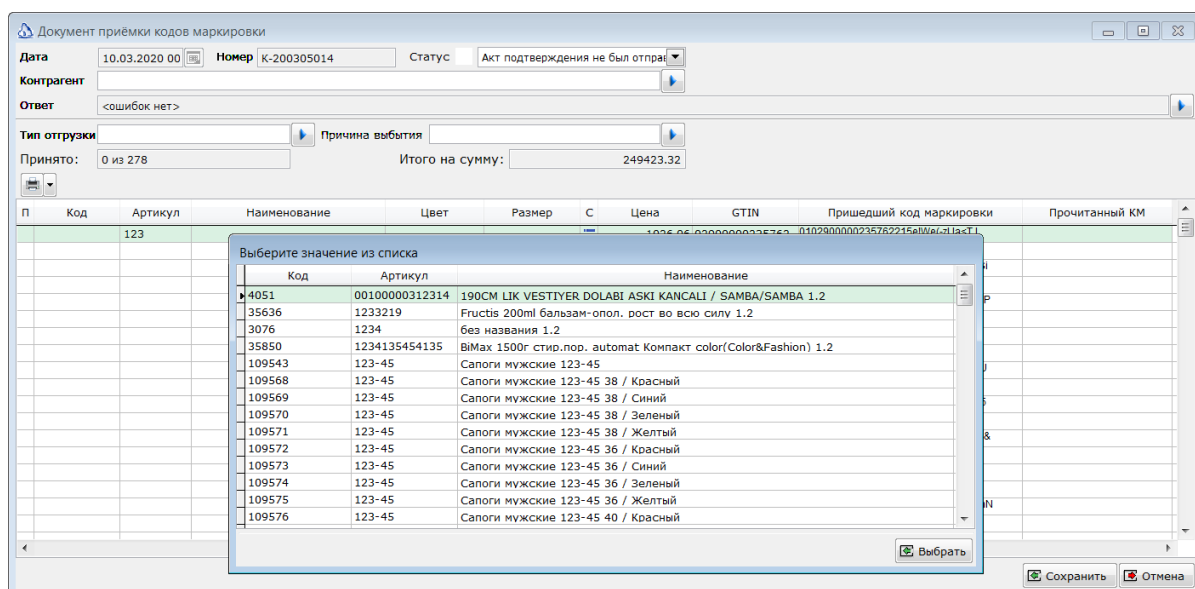 Документ приёмки кодов маркировки
Дата 10.03.2020 00 Номер К-200305014 Статус Акт подтверждения не был отпра
Контрагент
Ответ <ошибок нет>
Тип отгрузки Причина выбытия
Принято: 0 из 278 Итого на сумму: 249423.32
П Код Артикул Наименование Цвет Размер С Цена GTIN Пришедший код маркировки Прочитанный КМ
123
Выберите значение из списка
Код Артикул Наименование
4051 00100000312314 190CM LIK VESTIYER DOLABI ASKI KANCALI / SAMBA/SAMBA 1.2
35636 1233219 Fructis 200ml бальзам-опол. рост во всю силу 1.2
3076 1234 без названия 1.2
35850 1234135454135 BiMax 1500г стир.пор. automat Компакт color(Color&Fashion) 1.2
109543 123-45 Сапоги мужские 123-45
109568 123-45 Сапоги мужские 123-45 38 / Красный
109569 123-45 Сапоги мужские 123-45 38 / Синий
109570 123-45 Сапоги мужские 123-45 38 / Зеленый
109571 123-45 Сапоги мужские 123-45 38 / Желтый
109572 123-45 Сапоги мужские 123-45 36 / Красный
109573 123-45 Сапоги мужские 123-45 36 / Синий
109574 123-45 Сапоги мужские 123-45 36 / Зеленый
109575 123-45 Сапоги мужские 123-45 36 / Желтый
109576 123-45 Сапоги мужские 123-45 40 / Красный
Выбрать
Сохранить Отмена